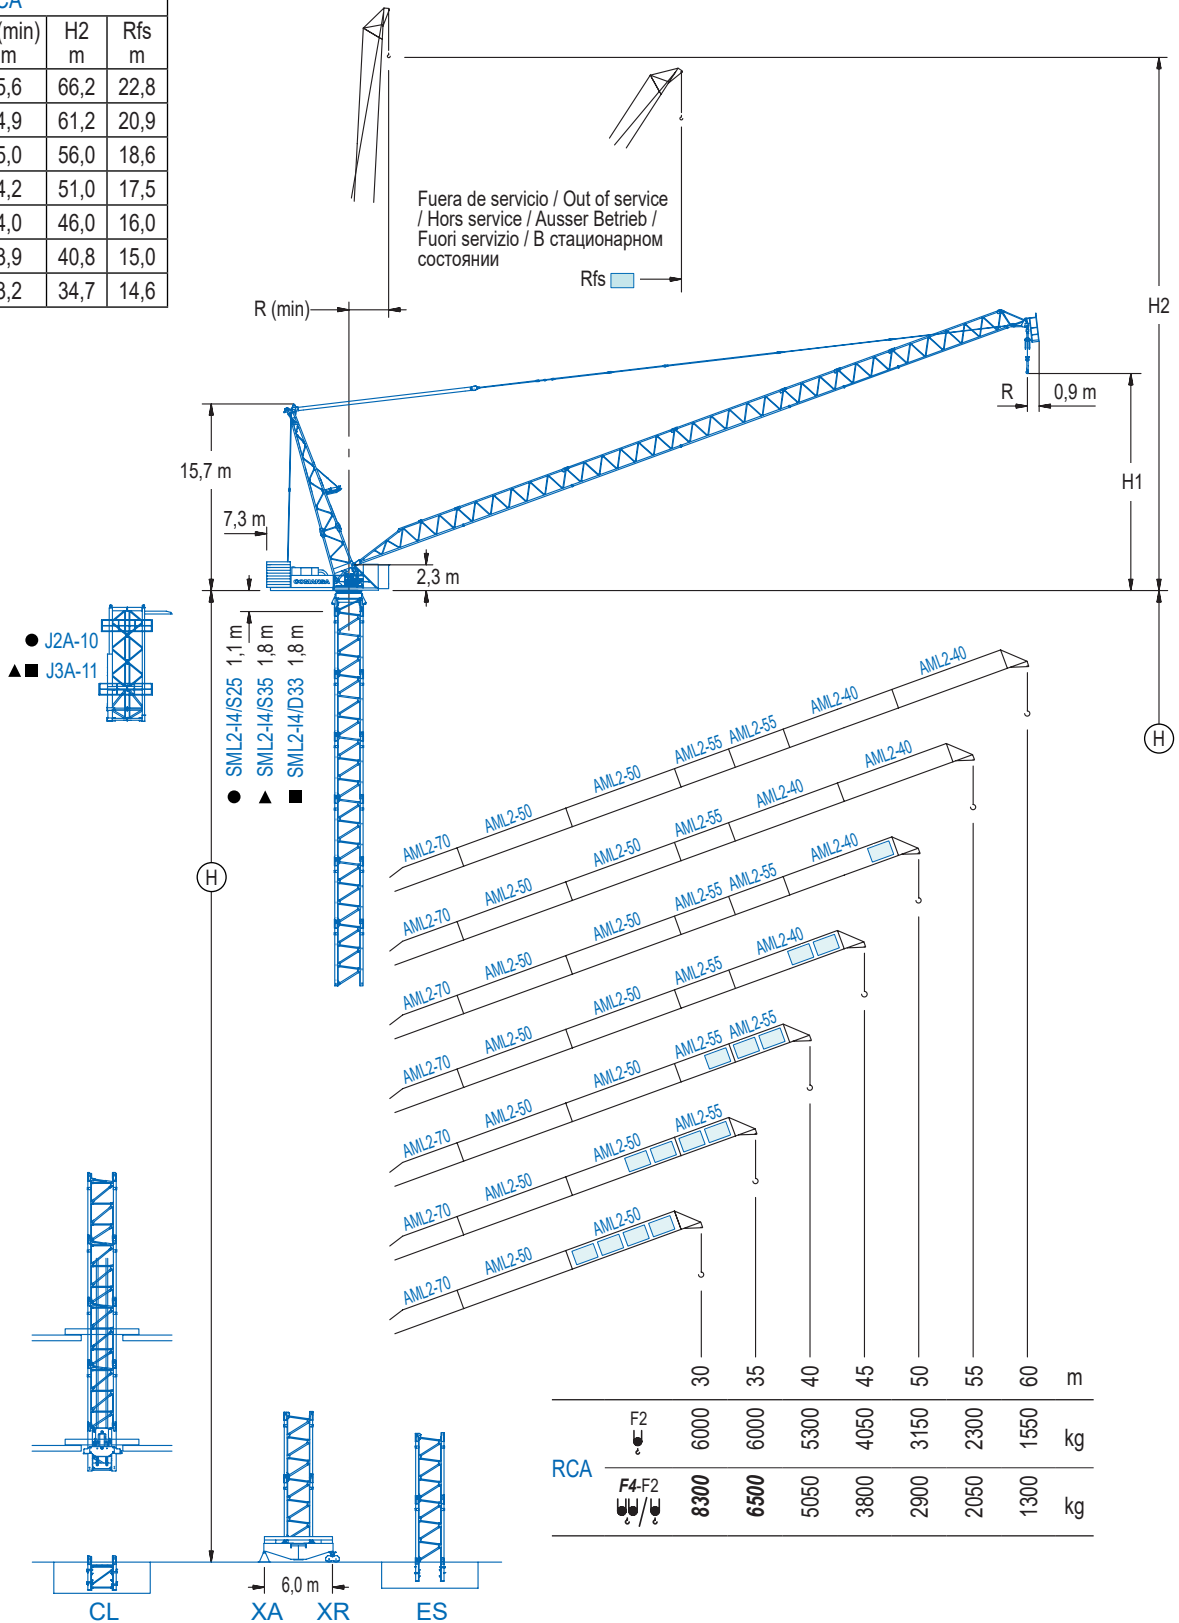 CA
(min) H2 Rfs
m m m
5,6 66,2 22,8
4,9 61,2 20,9
5,0 56,0 18,6
4,2 51,0 17,5
4,0 46,0 16,0
3,9 40,8 15,0
3,2 34,7 14,6
Fuera de servicio / Out of service
/ Hors service / Ausser Betrieb /
Fuori servizio / В стационарном
состоянии
Rfs
R (min)
H2
R 0,9 m
H1
15,7 m
7,3 m
2,3 m
COMANSA
● J2A-10
▲■ J3A-11
● SML2-I4/S25 1,1 m
▲ SML2-I4/S35 1,8 m
■ SML2-I4/D33 1,8 m
H
H
AML2-70 AML2-50 AML2-50 AML2-55 AML2-55 AML2-40 AML2-40
AML2-70 AML2-50 AML2-50 AML2-55 AML2-40 AML2-40
AML2-70 AML2-50 AML2-50 AML2-55 AML2-55 AML2-40
AML2-70 AML2-50 AML2-50 AML2-55 AML2-40
AML2-70 AML2-50 AML2-50 AML2-55 AML2-55
AML2-70 AML2-50 AML2-50 AML2-55
AML2-70 AML2-50 AML2-50
30 35 40 45 50 55 60 m
RCA
F2 6000 6000 5300 4050 3150 2300 1550 kg
F4-F2 8300 6500 5050 3800 2900 2050 1300 kg
6,0 m
CL XA XR ES